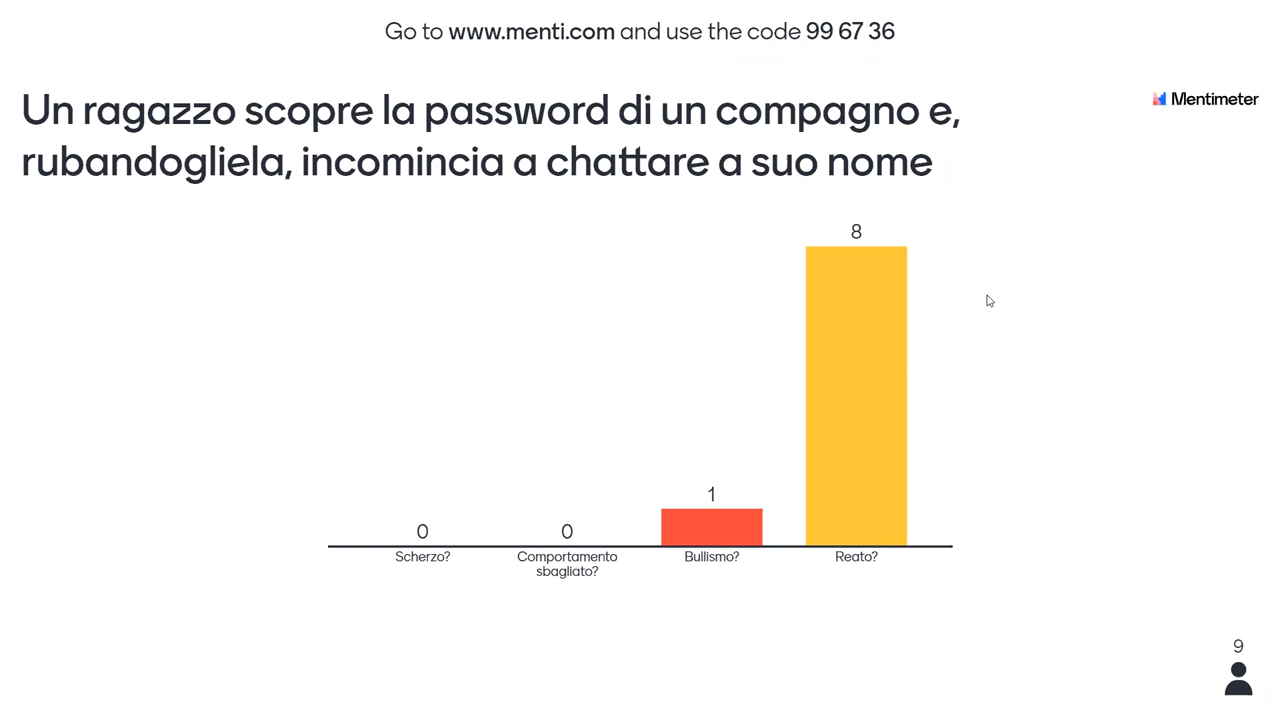 Go to www.menti.com and use the code 99 67 36
Un ragazzo scopre la password di un compagno e,
rubandogliela, incomincia a chattare a suo nome
Mentimeter
8
1
0
0
Scherzo?
Comportamento
sbagliato?
Bullismo?
Reato?
9